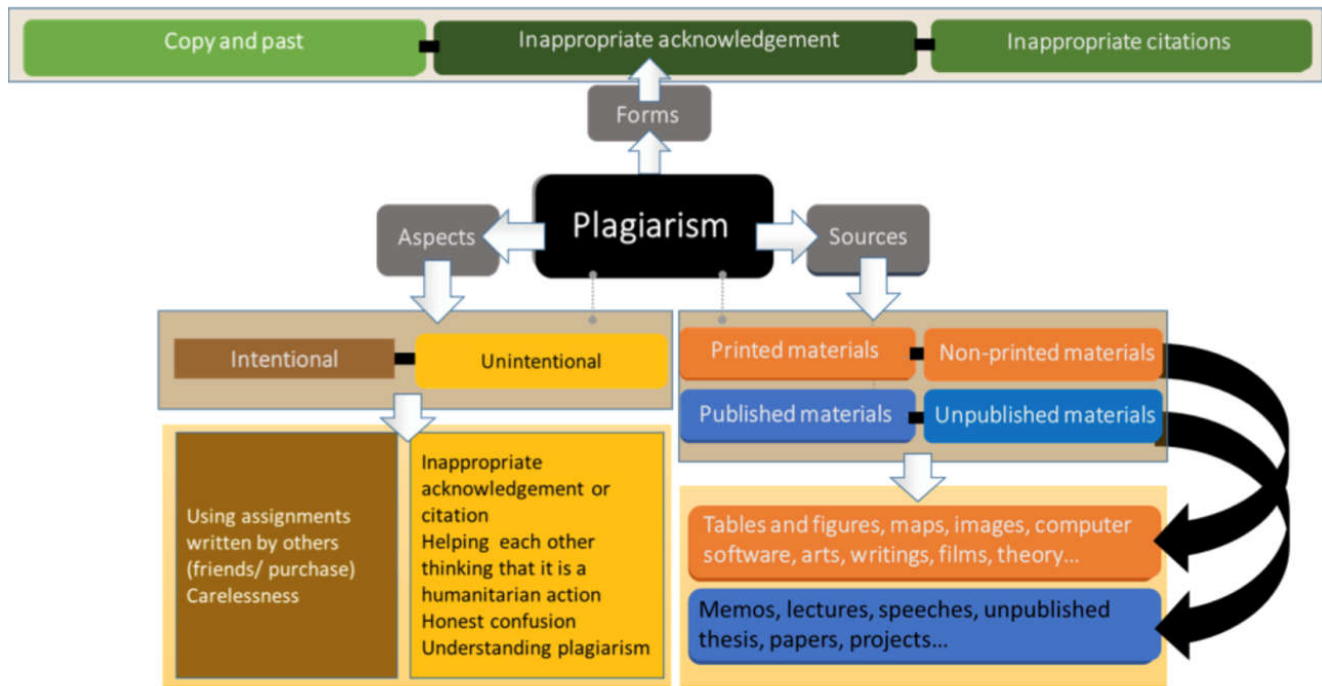 Copy and past
Inappropriate acknowledgement
Inappropriate citations
Forms
Plagiarism
Aspects
Sources
Intentional
Unintentional
Printed materials
Non-printed materials
Published materials
Unpublished materials
Using assignments
written by others
(friends/ purchase)
Carelessness
Inappropriate
acknowledgement or
citation
Helping each other
thinking that it is a
humanitarian action
Honest confusion
Understanding plagiarism
Tables and figures, maps, images, computer
software, arts, writings, films, theory...
Memos, lectures, speeches, unpublished
thesis, papers, projects...